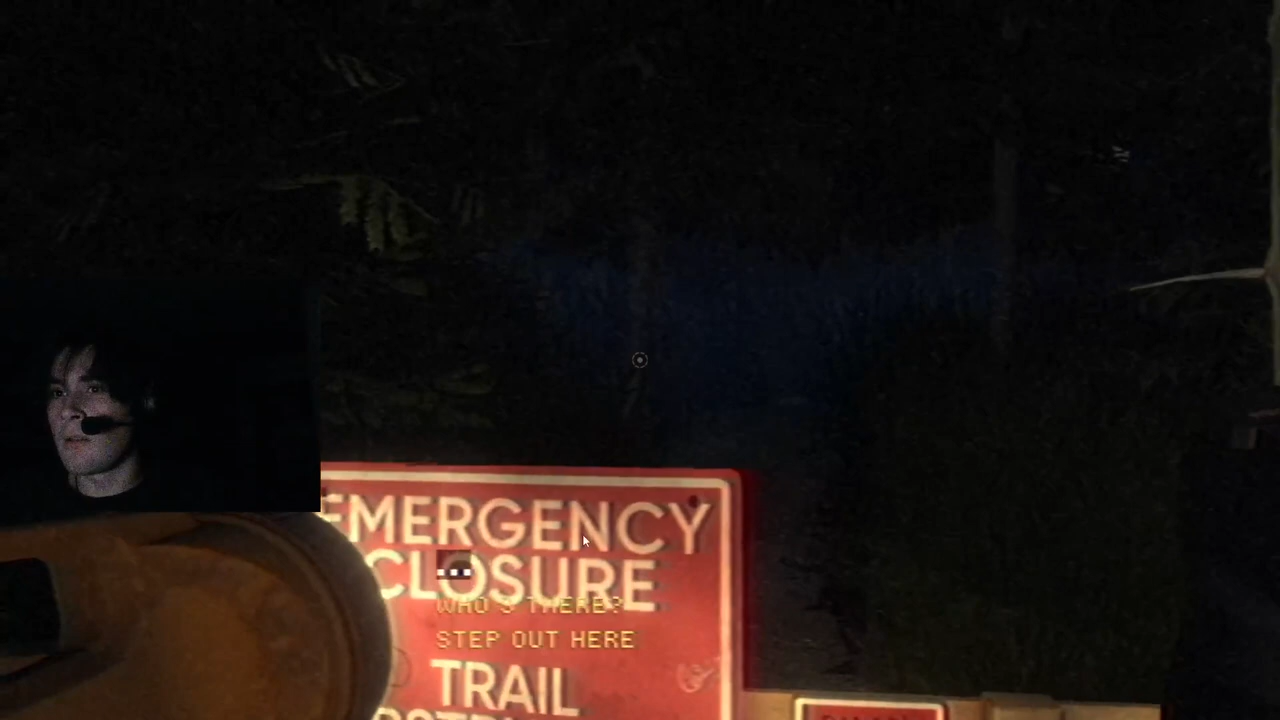 EMERGENCY
CLOSURE
...
WHO'S THERE?
STEP OUT HERE
TRAIL